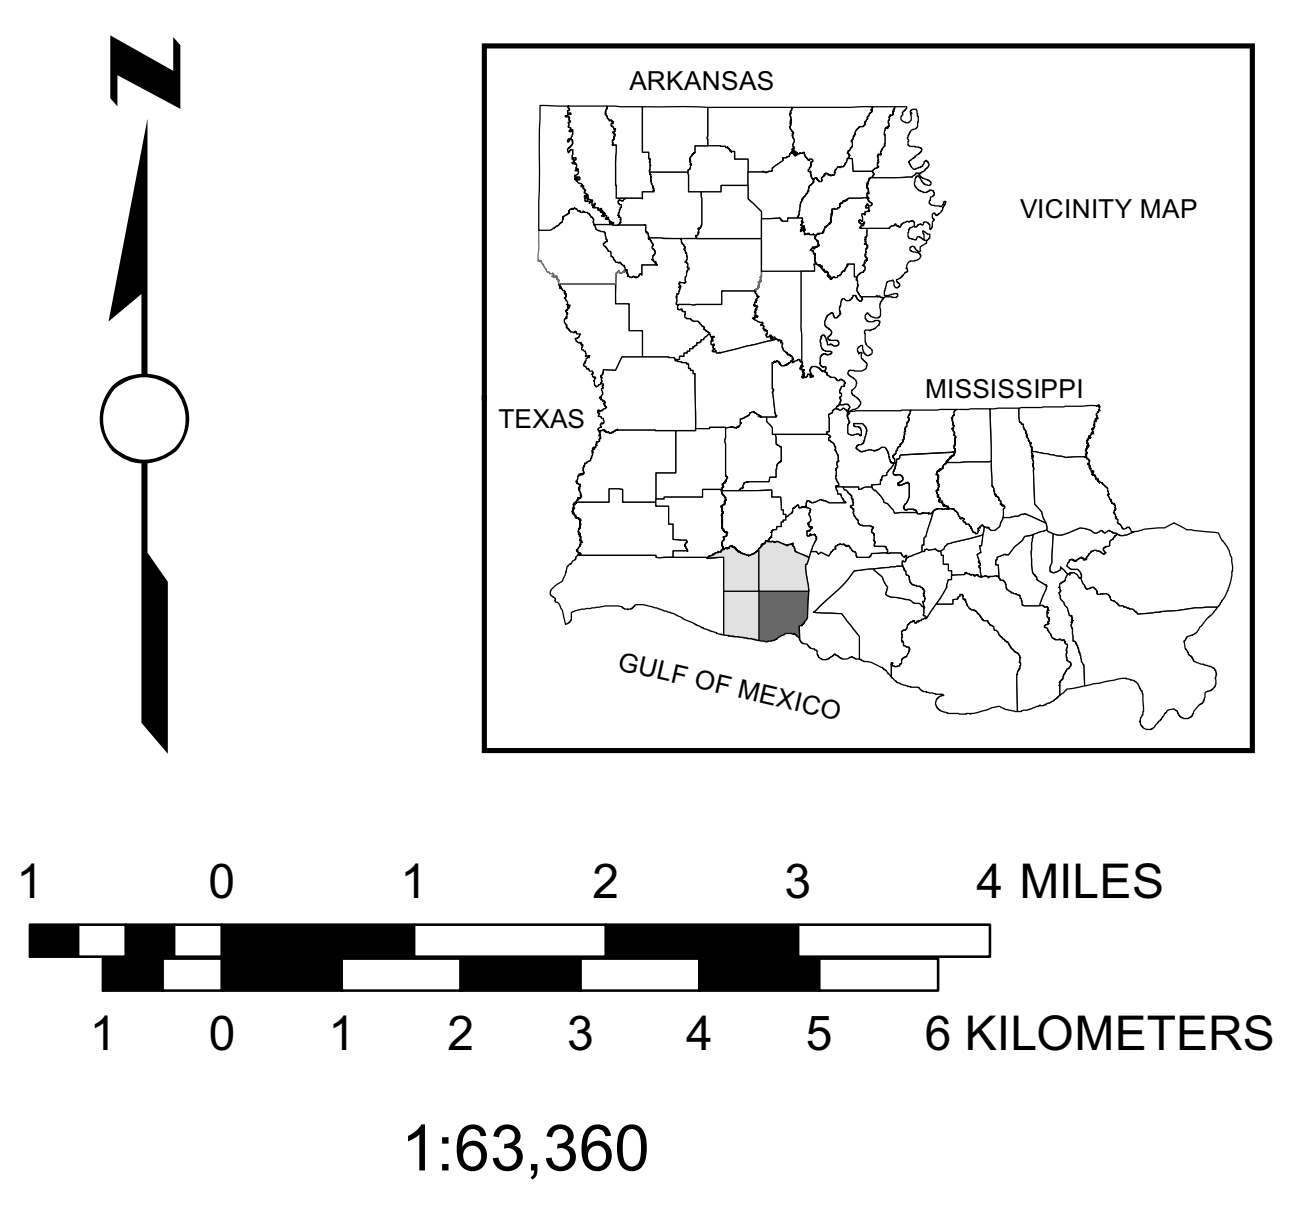 N
ARKANSAS
VICINITY MAP
MISSISSIPPI
TEXAS
GULF OF MEXICO
1 0 1 2 3 4 MILES
1 0 1 2 3 4 5 6 KILOMETERS
1:63,360